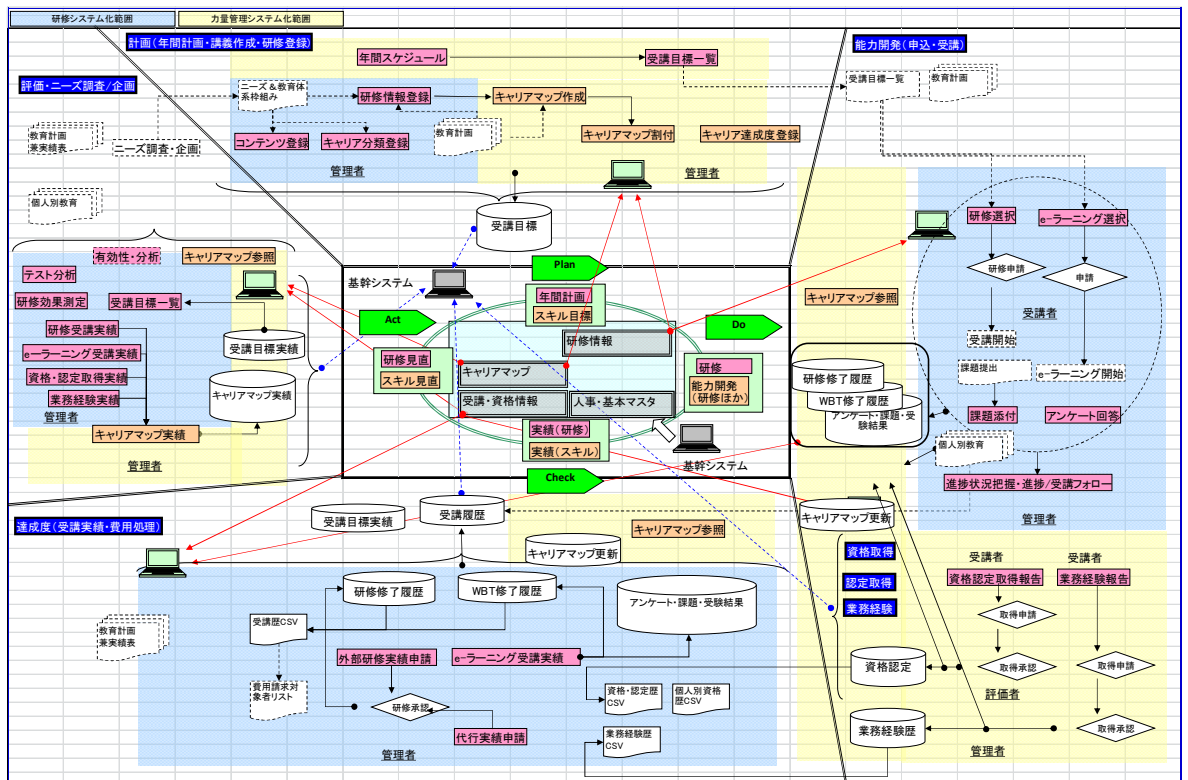 研修システム化範囲
力量管理システム化範囲
計画(年間計画・講義作成・研修登録)
年間スケジュール
受講目標一覧
ニーズ&教育体
系枠組み
研修情報登録
キャリアマップ作成
コンテンツ登録
キャリア分類登録
教育計画
キャリアマップ割付
キャリア達成度登録
管理者
管理者
受講目標
評価・ニーズ調査/企画
教育計画
兼実績表
ニーズ調査・企画
個人別教育
有効性・分析
キャリアマップ参照
テスト分析
研修効果測定
受講目標一覧
研修受講実績
e-ラーニング受講実績
資格・認定取得実績
業務経験実績
管理者
キャリアマップ実績
管理者
受講目標実績
キャリアマップ実績
能力開発(申込・受講)
受講目標一覧
教育計画
研修選択
e-ラーニング選択
研修申請
申請
受講者
受講開始
課題提出
e-ラーニング開始
課題添付
アンケート回答
個人別教育
進捗状況把握・進捗/受講フォロー
管理者
キャリアマップ参照
研修修了履歴
WBT修了履歴
アンケート・課題・受
験結果
キャリアマップ更新
基幹システム
Plan
年間計画
スキル目標
Act
Do
研修見直
スキル見直
研修情報
キャリアマップ
受講・資格情報
人事・基本マスタ
研修
能力開発
(研修ほか)
実績(研修)
実績(スキル)
基幹システム
Check
達成度(受講実績・費用処理)
受講目標実績
受講履歴
キャリアマップ参照
キャリアマップ更新
教育計画
兼実績表
受講歴CSV
研修修了履歴
WBT修了履歴
アンケート・課題・受験結果
外部研修実績申請
e-ラーニング受講実績
費用請求対
象者リスト
研修承認
代行実績申請
管理者
資格・認定歴
CSV
個人別資格
歴CSV
業務経験歴
CSV
資格取得
認定取得
業務経験
受講者
受講者
資格認定取得報告
業務経験報告
取得申請
取得承認
取得申請
取得承認
評価者
管理者
資格認定
業務経験歴